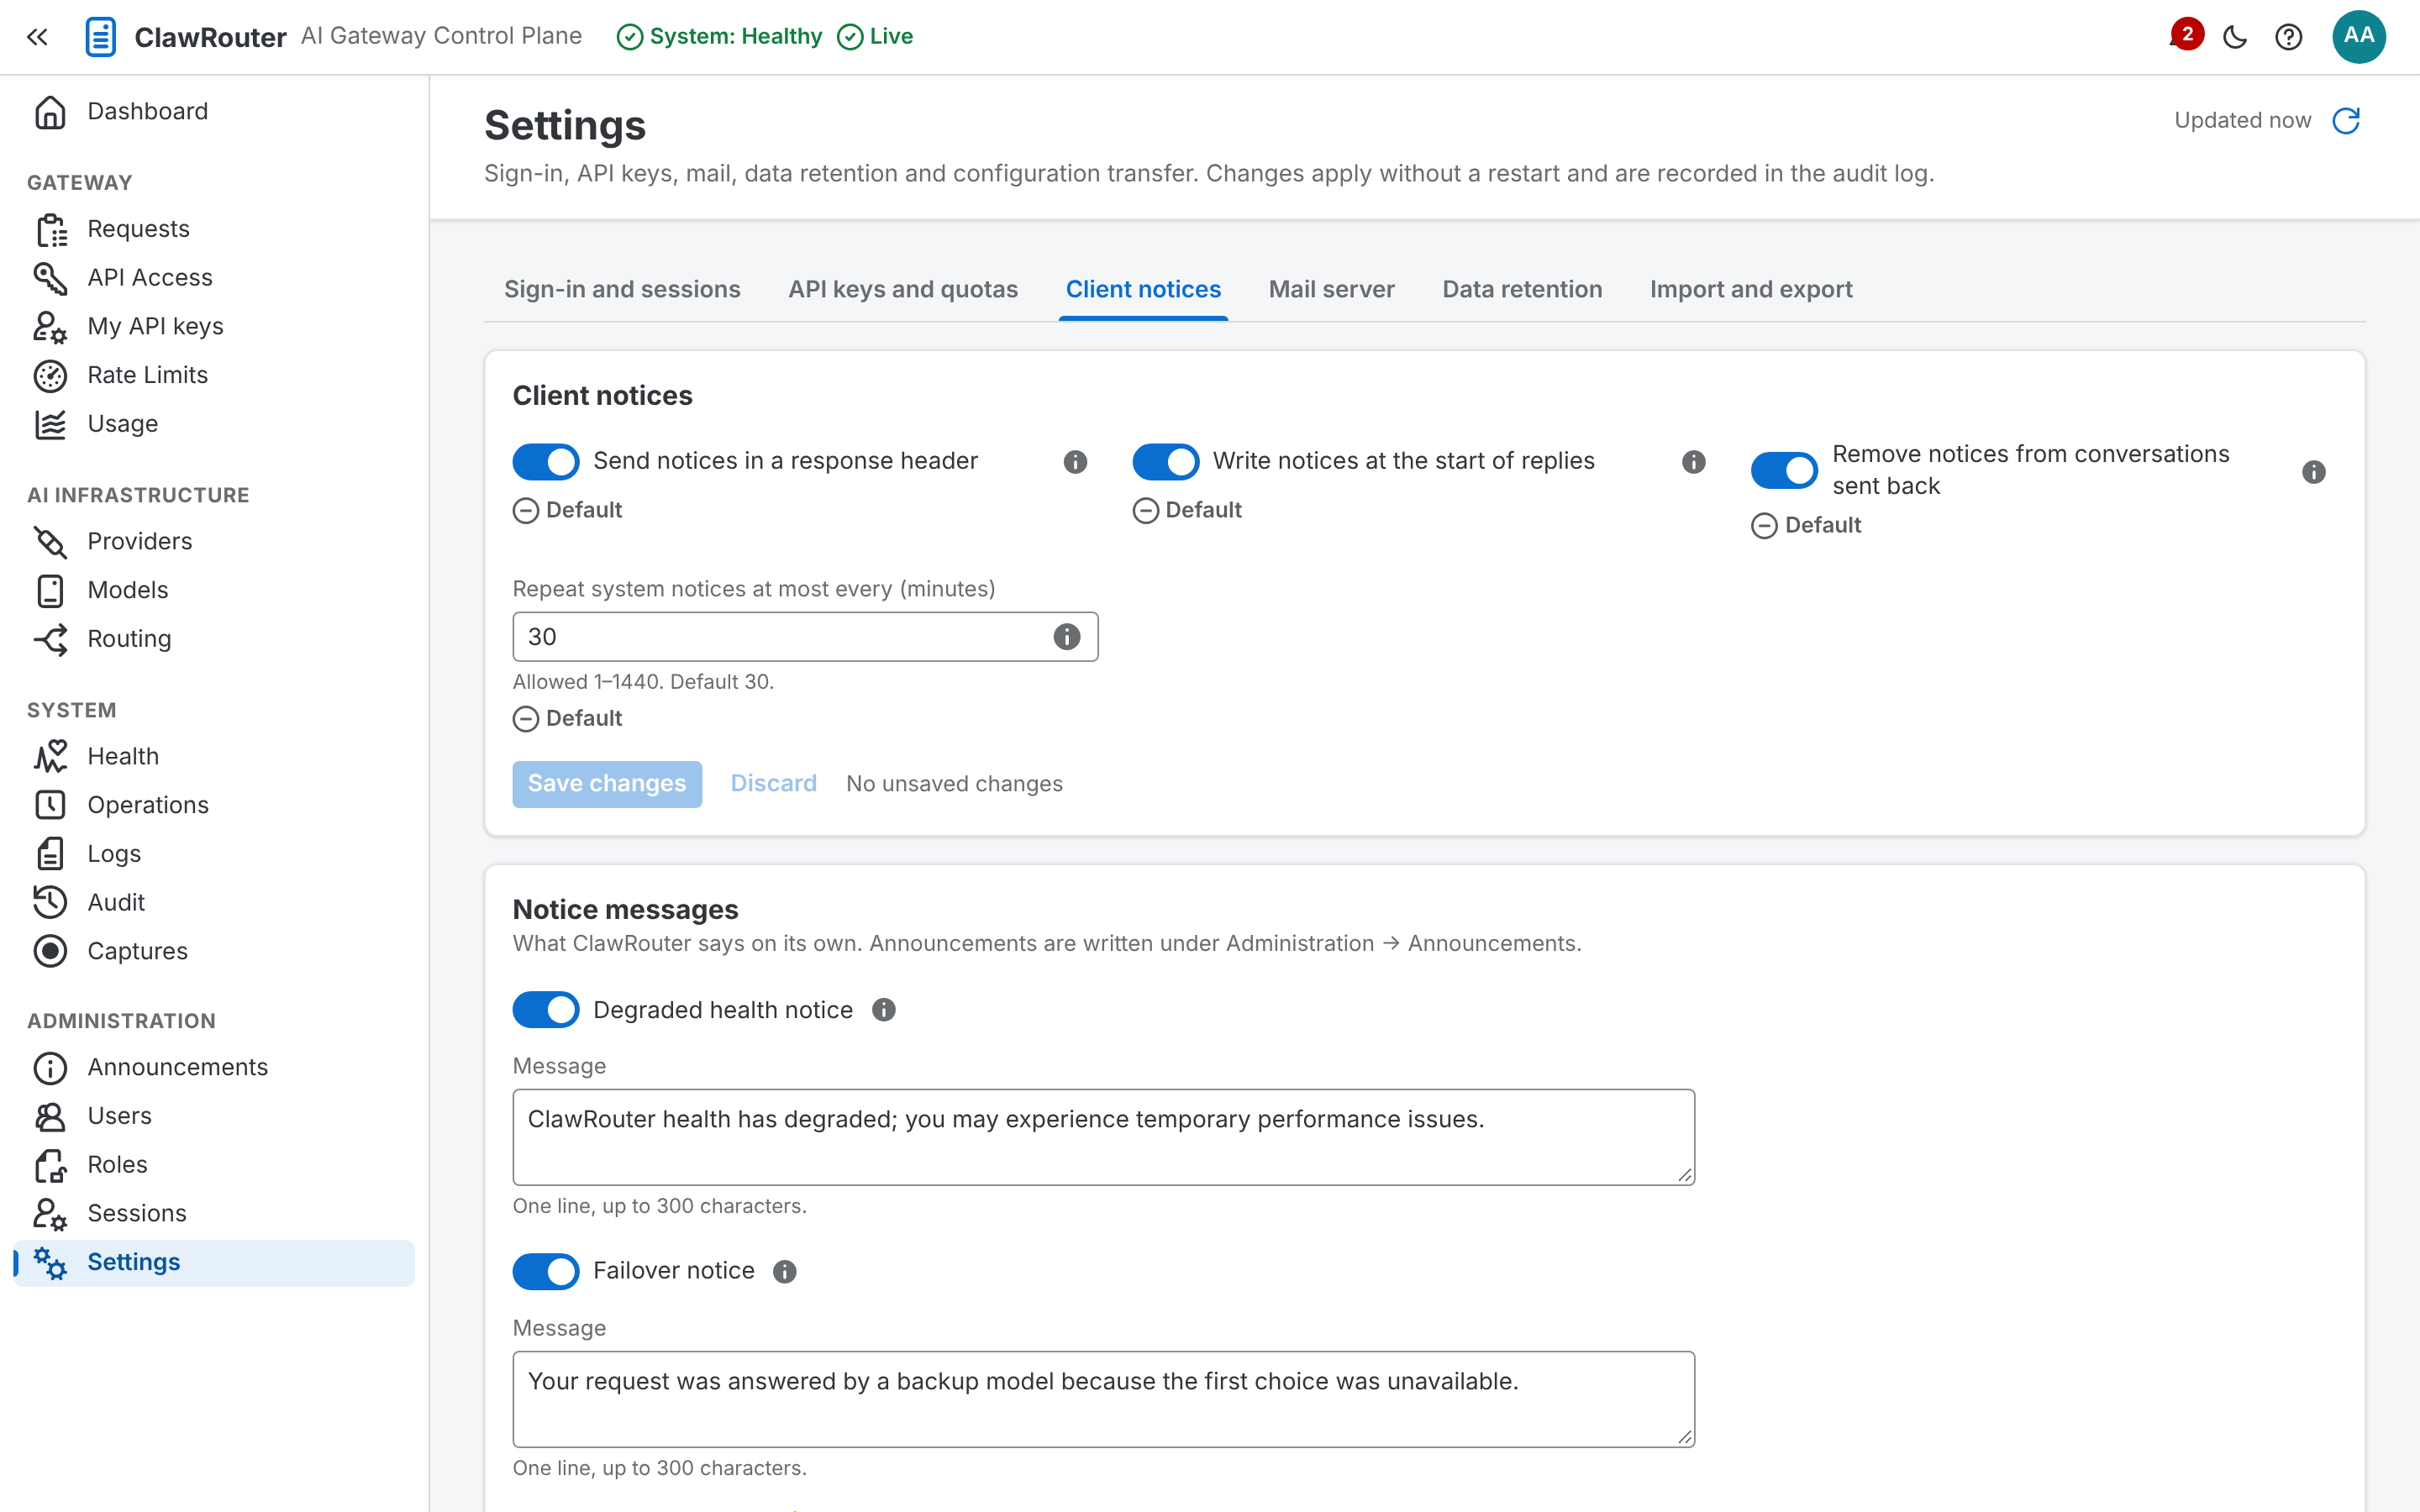 ClawRouter AI Gateway Control Plane System: Healthy Live 2 AA
Dashboard
GATEWAY
Requests
API Access
My API keys
Rate Limits
Usage
AI INFRASTRUCTURE
Providers
Models
Routing
SYSTEM
Health
Operations
Logs
Audit
Captures
ADMINISTRATION
Announcements
Users
Roles
Sessions
Settings
Settings
Updated now
Sign-in, API keys, mail, data retention and configuration transfer. Changes apply without a restart and are recorded in the audit log.
Sign-in and sessions API keys and quotas Client notices Mail server Data retention Import and export
Client notices
Send notices in a response header
Default
Write notices at the start of replies
Default
Remove notices from conversations
sent back
Default
Repeat system notices at most every (minutes)
30
Allowed 1–1440. Default 30.
Default
Save changes Discard No unsaved changes
Notice messages
What ClawRouter says on its own. Announcements are written under Administration → Announcements.
Degraded health notice
Message
ClawRouter health has degraded; you may experience temporary performance issues.
One line, up to 300 characters.
Failover notice
Message
Your request was answered by a backup model because the first choice was unavailable.
One line, up to 300 characters.